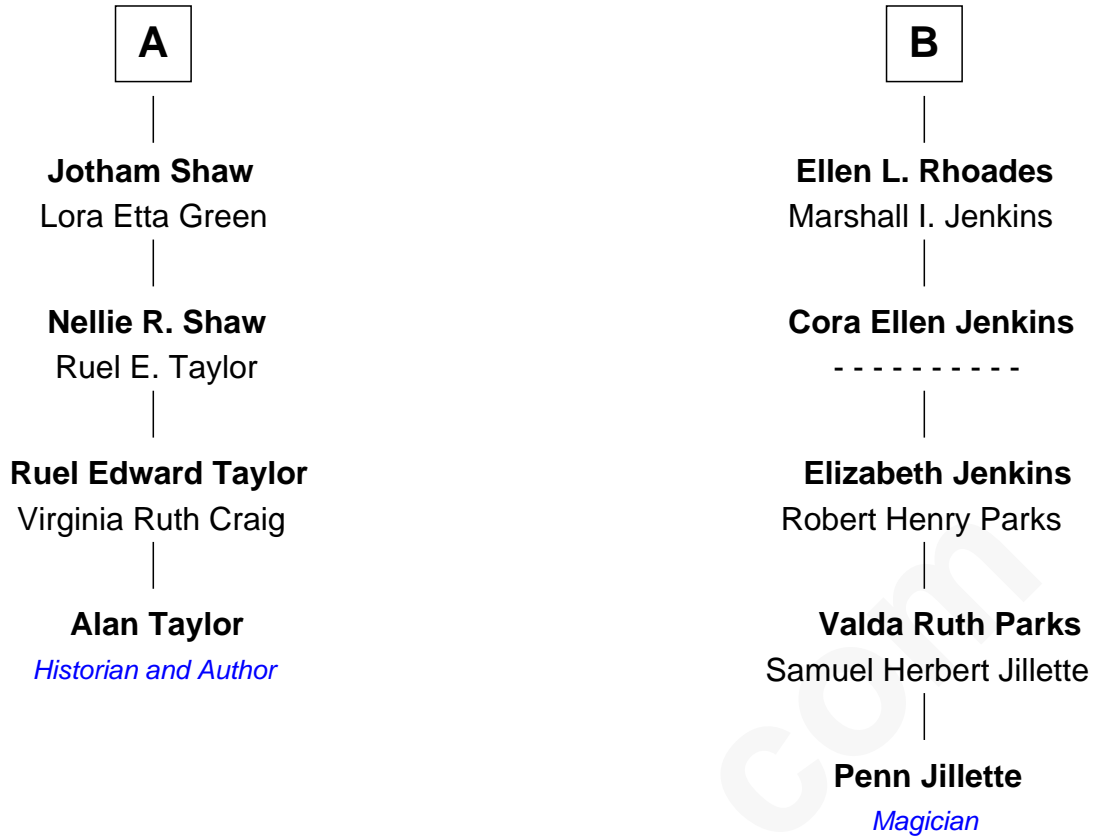 A
Jotham Shaw
Lora Etta Green
Nellie R. Shaw
Ruel E. Taylor
Ruel Edward Taylor
Virginia Ruth Craig
Alan Taylor
Historian and Author
B
Ellen L. Rhoades
Marshall I. Jenkins
Cora Ellen Jenkins
- - - - - - - - - -
Elizabeth Jenkins
Robert Henry Parks
Valda Ruth Parks
Samuel Herbert Jillette
Penn Jillette
Magician
com